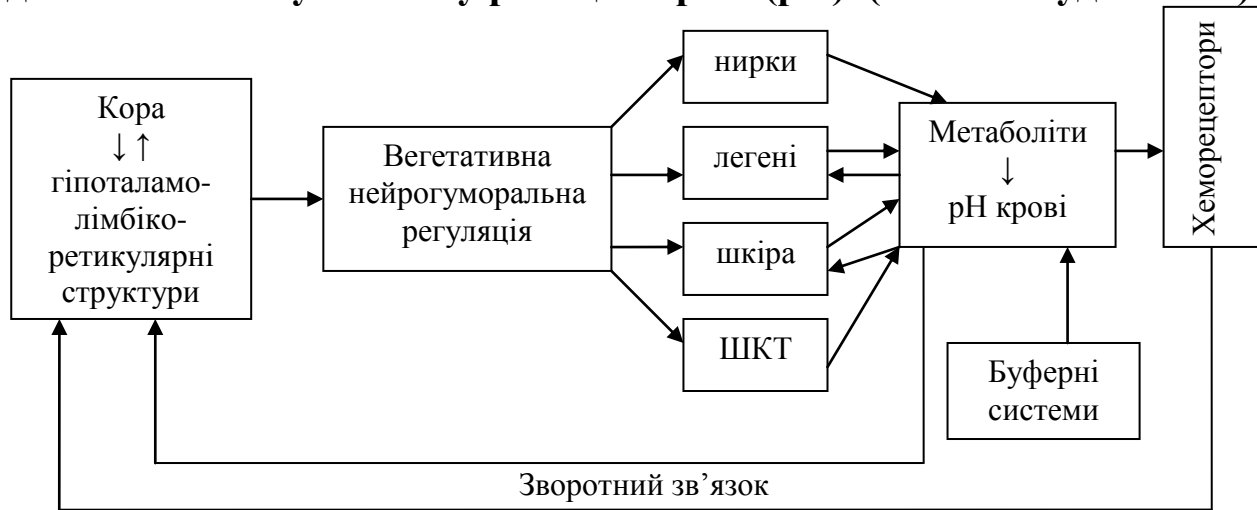 Кора
↓ ↑
гіпоталамо-
лімбіко-
ретикулярні
структури
Вегетативна
нейрогуморальна
регуляція
нирки
легені
шкіра
ШКТ
Метаболіти
↓
рН крові
Буферні
системи
Хеморецептори
Зворотний зв’язок